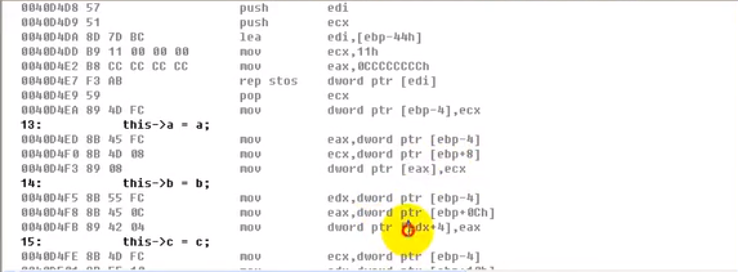 0040D4D8 57 push edi
0040D4D9 51 push ecx
0040D4DA 8D 7D BC lea edi,[ebp-44h]
0040D4DD B9 11 00 00 00 mov ecx,11h
0040D4E2 B8 CC CC CC CC mov eax,0CCCCCCCCh
0040D4E7 F3 AB rep stos dword ptr [edi]
0040D4E9 59 pop ecx
0040D4EA 89 4D FC mov dword ptr [ebp-4],ecx
13: this->a = a;
0040D4ED 8B 45 FC mov eax,dword ptr [ebp-4]
0040D4F0 8B 4D 08 mov ecx,dword ptr [ebp+8]
0040D4F3 89 08 mov dword ptr [eax],ecx
14: this->b = b;
0040D4F5 8B 55 FC mov edx,dword ptr [ebp-4]
0040D4F8 8B 45 0C mov eax,dword ptr [ebp+0Ch]
0040D4FB 89 42 04 mov dword ptr [edx+4],eax
15: this->c = c;
0040D4FE 8B 4D FC mov ecx,dword ptr [ebp-4]